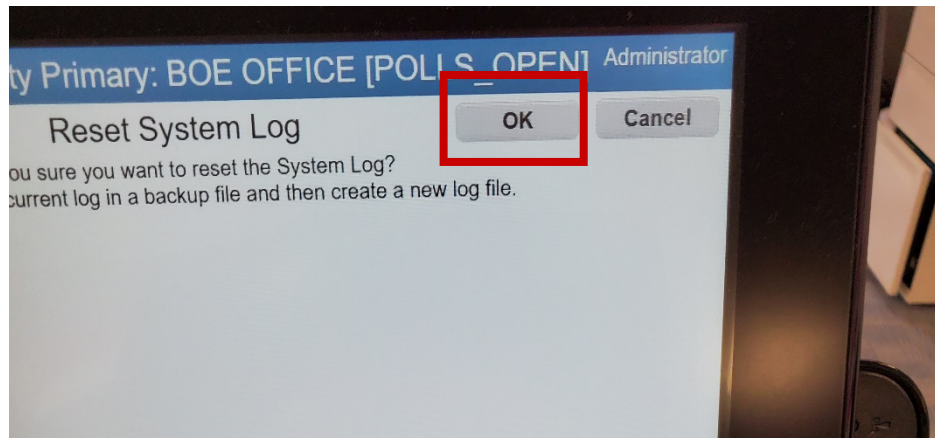 ty Primary: BOE OFFICE [POLLS_OPEN] Administrator
Reset System Log
OK
Cancel
ou sure you want to reset the System Log?
current log in a backup file and then create a new log file.